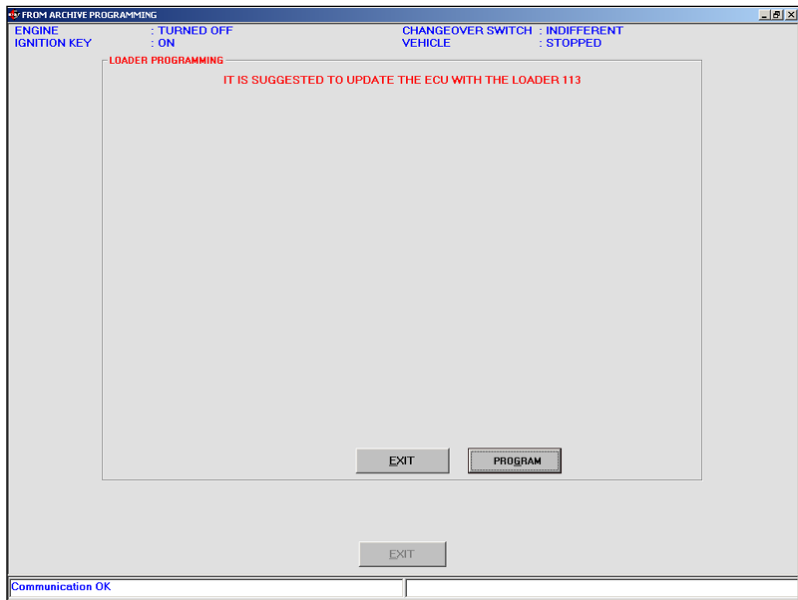 FROM ARCHIVE PROGRAMMING
ENGINE : TURNED OFF CHANGEOVER SWITCH : INDIFFERENT
IGNITION KEY : ON VEHICLE : STOPPED
LOADER PROGRAMMING
IT IS SUGGESTED TO UPDATE THE ECU WITH THE LOADER 113
EXIT PROGRAM
EXIT
Communication OK